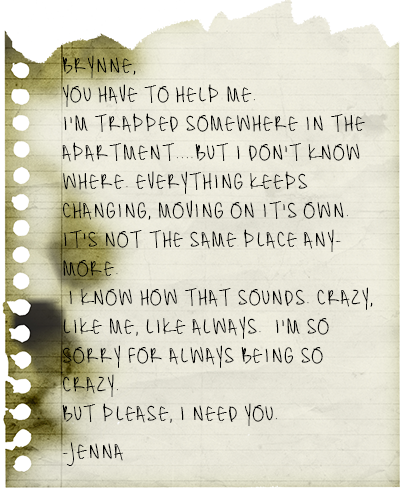 BRYNNE,
YOU HAVE TO HELP ME.
I'M TRAPPED SOMEWHERE IN THE
APARTMENT....BUT I DON'T KNOW
WHERE. EVERYTHING KEEPS
CHANGING, MOVING ON IT'S OWN.
IT'S NOT THE SAME PLACE ANY-
MORE.
I KNOW HOW THAT SOUNDS. CRAZY,
LIKE ME, LIKE ALWAYS. I'M SO
SORRY FOR ALWAYS BEING SO
CRAZY.
BUT PLEASE, I NEED YOU.
-JENNA